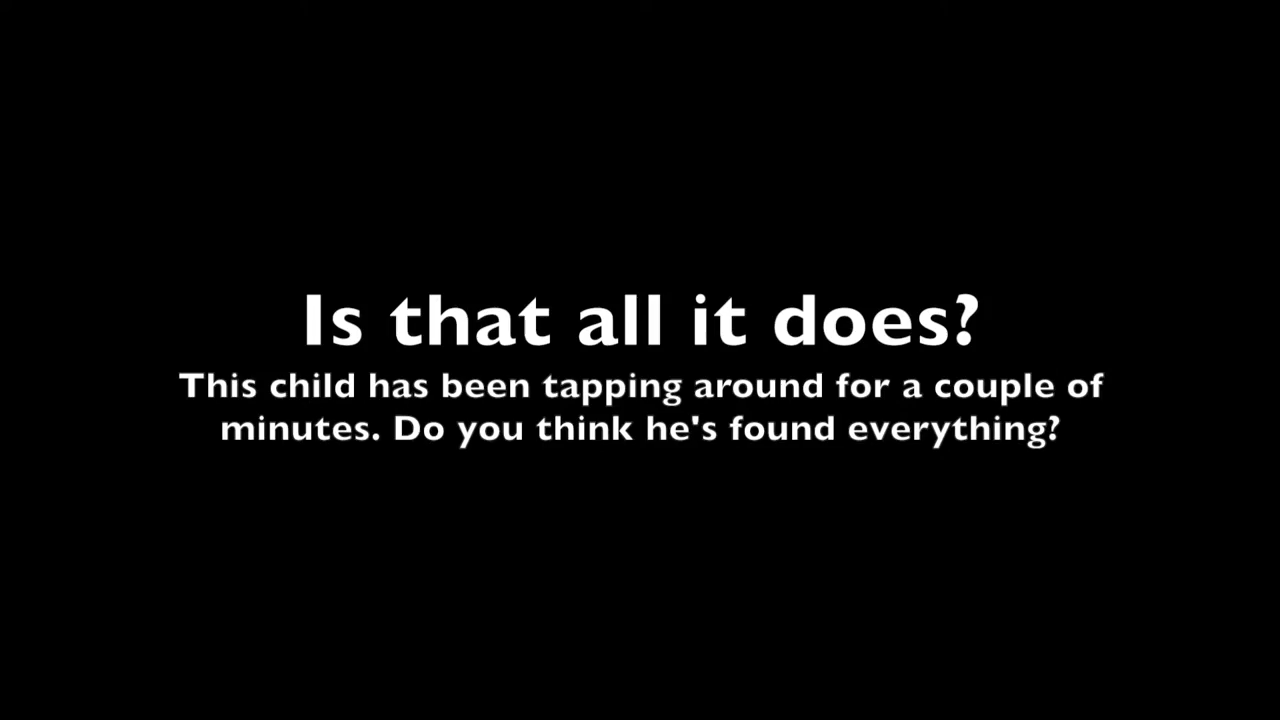 Is that all it does?
This child has been tapping around for a couple of
minutes. Do you think he's found everything?